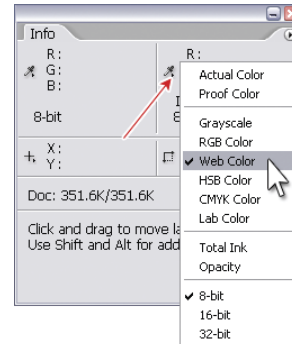 Info
R:
G:
B:
8-bit
R:
8
X:
Y:
Doc: 351.6K/351.6K
Click and drag to move la
Use Shift and Alt for add
Actual Color
Proof Color
Grayscale
RGB Color
Web Color
HSB Color
CMYK Color
Lab Color
Total Ink
Opacity
8-bit
16-bit
32-bit